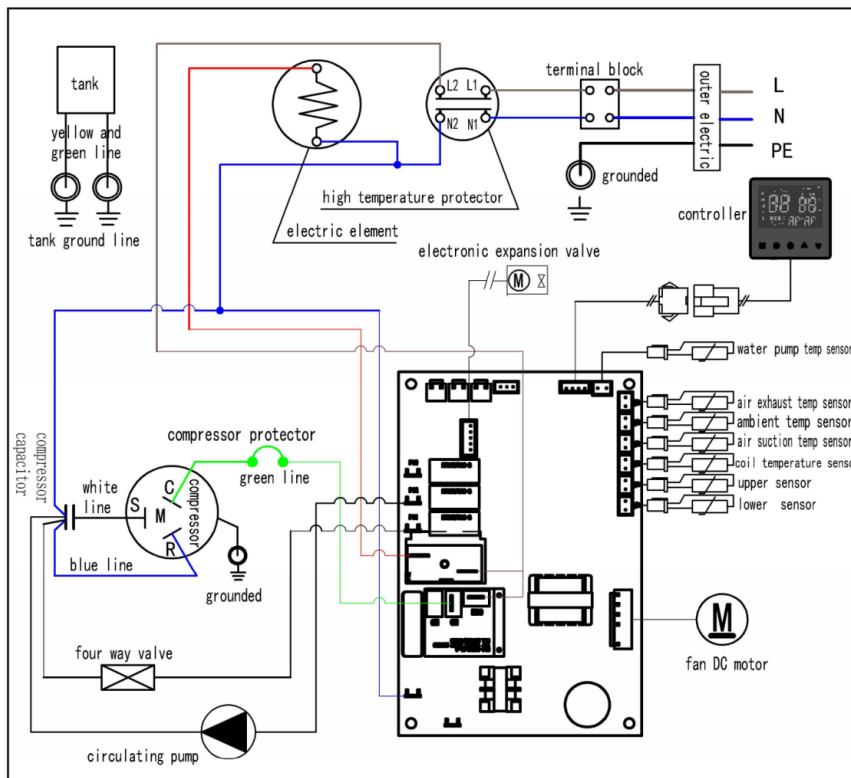 tank
yellow and
green line
tank ground line
L2 L1
N2 N1
terminal block
outer electric
L
N
PE
grounded
high temperature protector
electric element
controller
electronic expansion valve
M
water pump temp sensor
air exhaust temp sensor
ambient temp sensor
air suction temp sensor
coil temperature senso
upper sensor
lower sensor
compressor protector
green line
compressor
capacitor
white
line
S
C
M
R
compressor
blue line
grounded
four way valve
circulating pump
M
fan DC motor